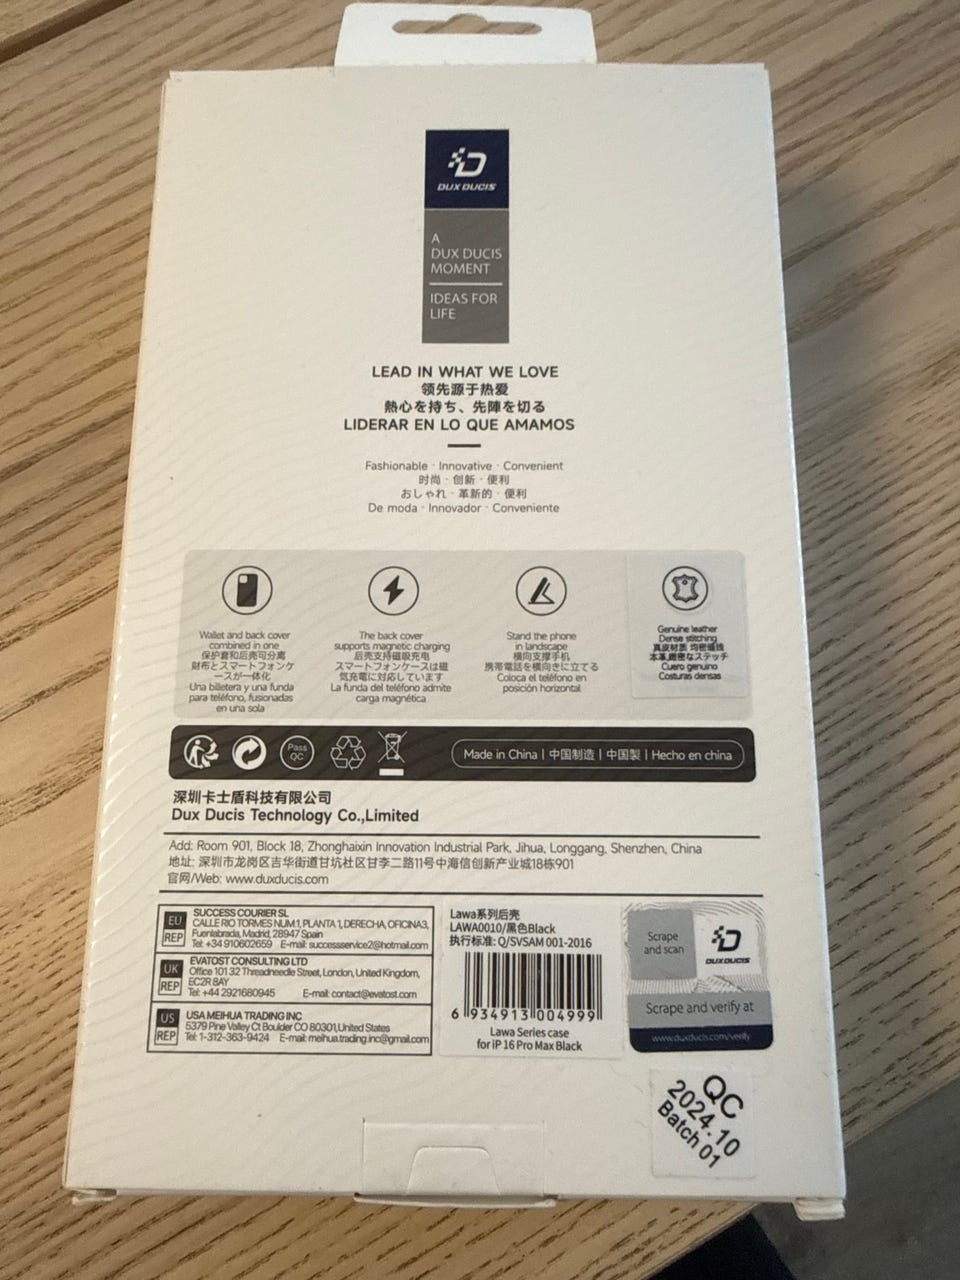 DUX DUCIS
A
DUX DUCIS
MOMENT
IDEAS FOR
LIFE
LEAD IN WHAT WE LOVE
领先源于热爱
熱心を持ち、先陣を切る
LIDERAR EN LO QUE AMAMOS
Fashionable · Innovative · Convenient
时尚 · 创新 · 便利
おしゃれ · 革新的 · 便利
De moda · Innovador · Conveniente
Wallet and back cover
combined in one
保护套和后壳可分离
財布とスマートフォンケ
ースが一体化
Una billetera y una funda
para teléfono, fusionadas
en una sola
The back cover
supports magnetic charging
后壳支持磁吸充电
スマートフォンケースは磁
気充電に対応しています
La funda del teléfono admite
carga magnética
Stand the phone
in landscape
横向支撑手机
携帯電話を横向きに立てる
Coloca el teléfono en
posición horizontal
Genuine leather
Dense stitching
真皮材质 均密缝线
本革,緻密なステッチ
Cuero genuino
Costuras densas
Pass
QC
Made in China | 中国制造 | 中国製 | Hecho en china
深圳卡士盾科技有限公司
Dux Ducis Technology Co.,Limited
Add: Room 901, Block 18, Zhonghaixin Innovation Industrial Park, Jihua, Longgang, Shenzhen, China
地址: 深圳市龙岗区吉华街道甘坑社区甘李二路11号中海信创新产业城18栋901
官网/Web: www.duxducis.com
EU
REP
SUCCESS COURIER SL
CALLE RIO TORMES NUM.1, PLANTA 1, DERECHA, OFICINA3,
Fuenlabrada, Madrid, 28947 Spain
Tel: +34 910602659 E-mail: successservice2@hotmail.com
UK
REP
EVATOST CONSULTING LTD
Office 101 32 Threadneedle Street, London, United Kingdom,
EC2R 8AY
Tel: +44 2921680945 E-mail: contact@evatost.com
US
REP
USA MEIHUA TRADING INC
5379 Pine Valley Ct Boulder CO 80301,United States
Tel: 1-312-363-9424 E-mail: meihua.trading.inc@gmail.com
Lawa系列后壳
LAWA0010/黑色Black
执行标准: Q/SVSAM 001-2016
6 934913 004999
Lawa Series case
for iP 16 Pro Max Black
Scrape
and scan
DUX DUCIS
Scrape and verify at
www.duxducis.com/verify
QC
2024.10
Batch 01